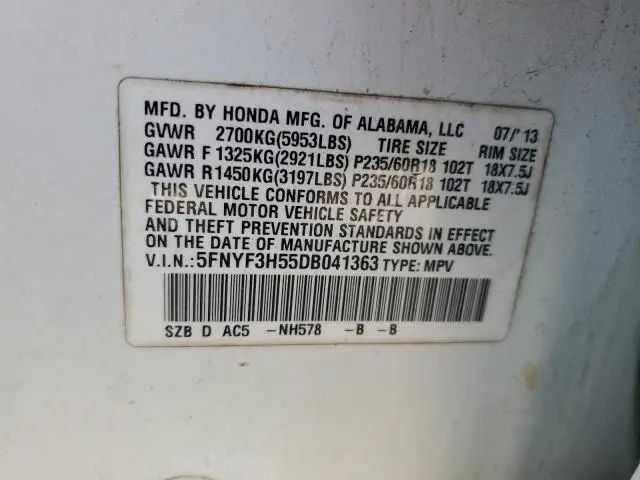 MFD. BY HONDA MFG. OF ALABAMA, LLC 07/'13
GVWR 2700KG(5953LBS) TIRE SIZE RIM SIZE
GAWR F 1325KG(2921LBS) P235/60R18 102T 18X7.5J
GAWR R1450KG(3197LBS) P235/60R18 102T 18X7.5J
THIS VEHICLE CONFORMS TO ALL APPLICABLE
FEDERAL MOTOR VEHICLE SAFETY
AND THEFT PREVENTION STANDARDS IN EFFECT
ON THE DATE OF MANUFACTURE SHOWN ABOVE.
V.I.N.:5FNYF3H55DB041363 TYPE: MPV
SZB D AC5 -NH578 -B -B